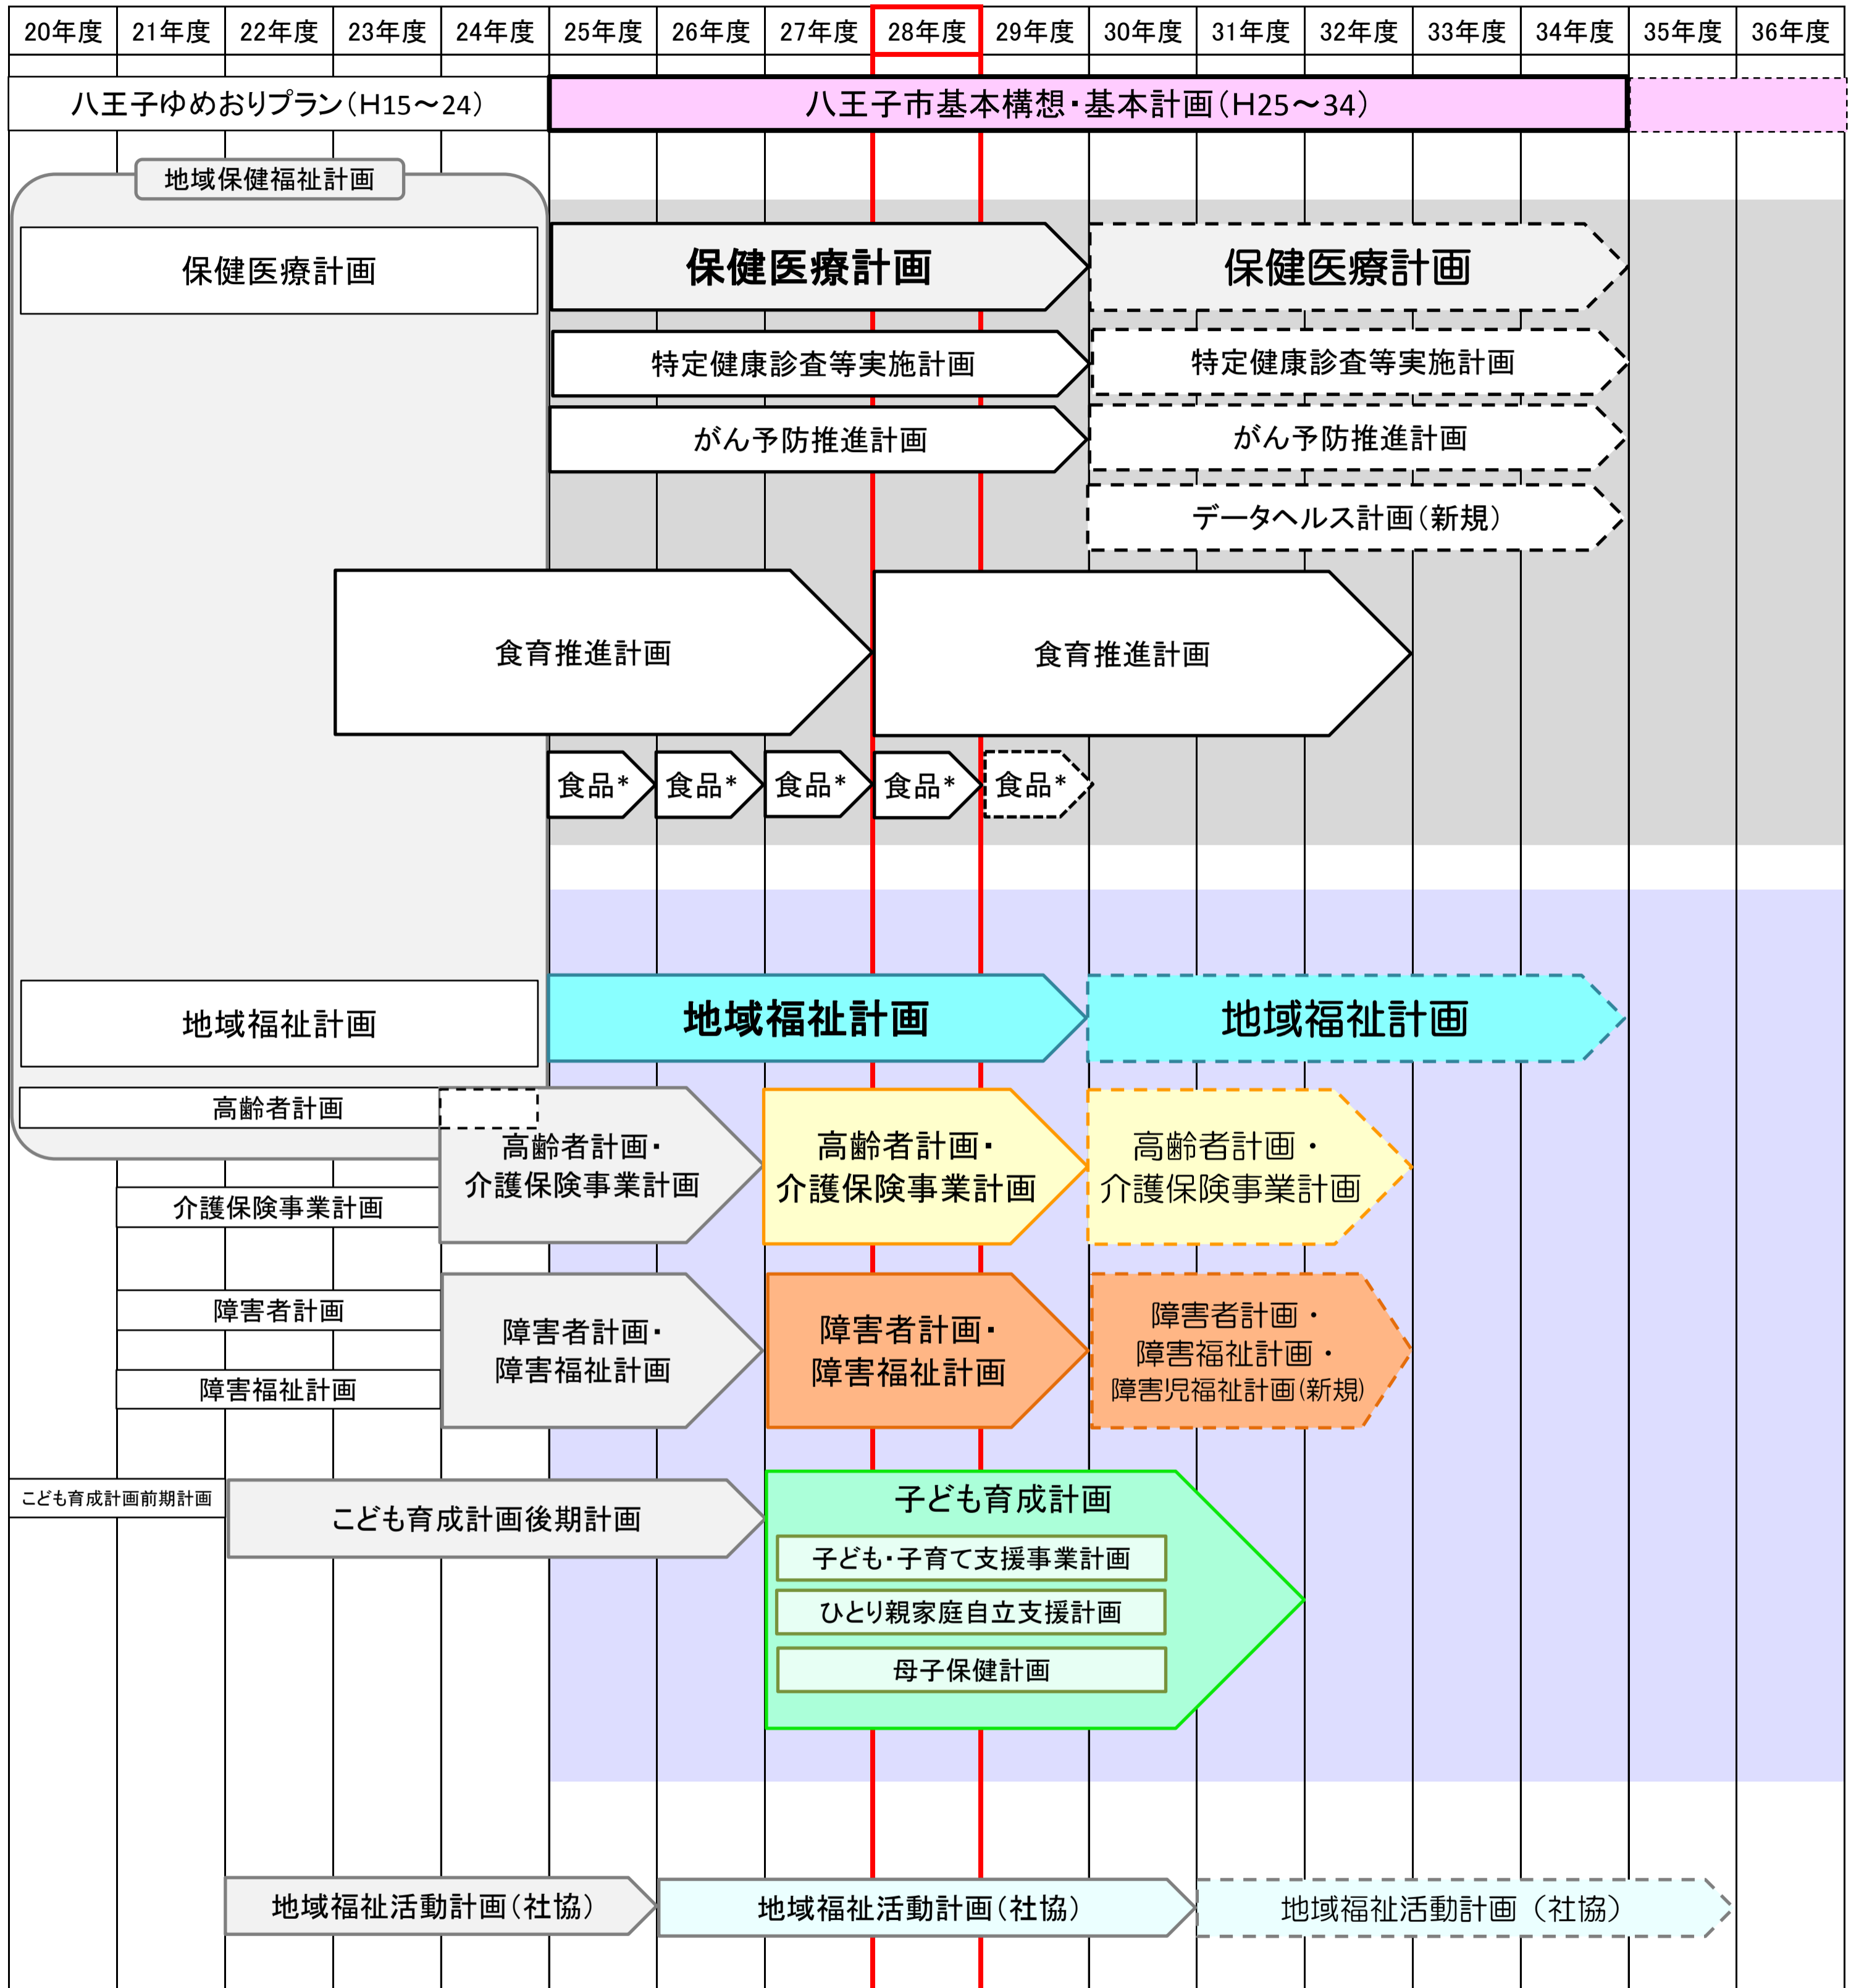 20年度 21年度 22年度 23年度 24年度 25年度 26年度 27年度 28年度 29年度 30年度 31年度 32年度 33年度 34年度 35年度 36年度
八王子ゆめおりプラン（H15～24） 八王子市基本構想・基本計画（H25～34）
地域保健福祉計画
保健医療計画 保健医療計画 保健医療計画
特定健康診査等実施計画 特定健康診査等実施計画
がん予防推進計画 がん予防推進計画
データヘルス計画（新規）
食育推進計画 食育推進計画
食品* 食品* 食品* 食品* 食品*
地域福祉計画 地域福祉計画 地域福祉計画
高齢者計画
高齢者計画・
介護保険事業計画
高齢者計画・
介護保険事業計画
高齢者計画・
介護保険事業計画
介護保険事業計画
障害者計画
障害福祉計画
障害者計画・
障害福祉計画
障害者計画・
障害福祉計画
障害者計画・
障害福祉計画・
障害児福祉計画(新規)
こども育成計画前期計画
こども育成計画後期計画
子ども育成計画
子ども・子育て支援事業計画
ひとり親家庭自立支援計画
母子保健計画
地域福祉活動計画（社協） 地域福祉活動計画（社協） 地域福祉活動計画（社協）